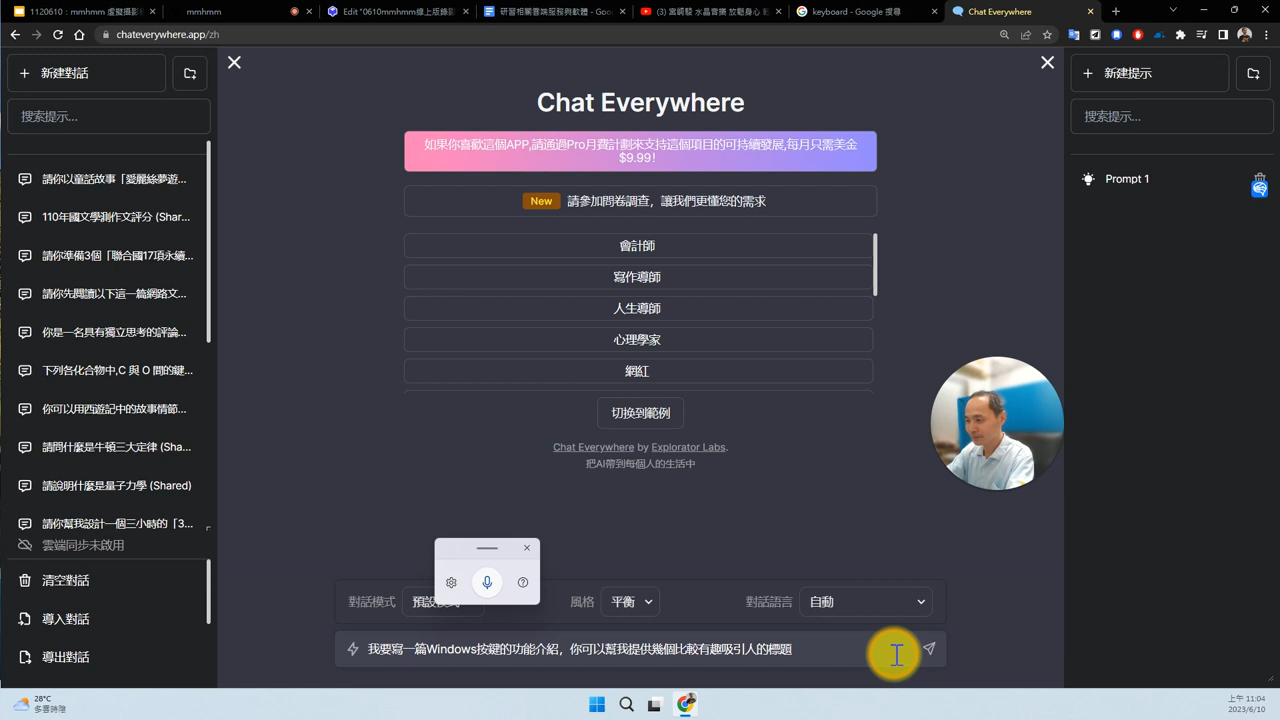 1120610 : mmhmm 虛擬攝影
mmhmm
Edit "0610mmhmm線上版錄影
研習相關雲端服務與軟體 - Goo
(3) 宮崎駿 水晶音樂 放鬆身心 輕
keyboard - Google 搜尋
Chat Everywhere
chateverywhere.app/zh
新建對話
搜索提示...
請你以童話故事「愛麗絲夢遊...
110年國文學測作文評分 (Shar...
請你準備3個「聯合國17項永續...
請你先閱讀以下這一篇網路文...
你是一名具有獨立思考的評論...
下列各化合物中,C 與 O 間的鍵...
你可以用西遊記中的故事情節...
請問什麼是牛頓三大定律 (Sha...
請說明什麼是量子力學 (Shared)
請你幫我設計一個三小時的「3...
雲端同步未啟用
清空對話
導入對話
導出對話
Chat Everywhere
如果你喜歡這個APP,請通過Pro月費計劃來支持這個項目的可持續發展,每月只需美金
$9.99!
New 請參加問卷調查，讓我們更懂您的需求
會計師
寫作導師
人生導師
心理學家
網紅
切換到範例
Chat Everywhere by Explorator Labs.
把AI帶到每個人的生活中
對話模式 預設模式 風格 平衡 對話語言 自動
我要寫一篇Windows按鍵的功能介紹，你可以幫我提供幾個比較有趣吸引人的標題
新建提示
搜索提示...
Prompt 1
28°C
多雲時陰
上午 11:04
2023/6/10